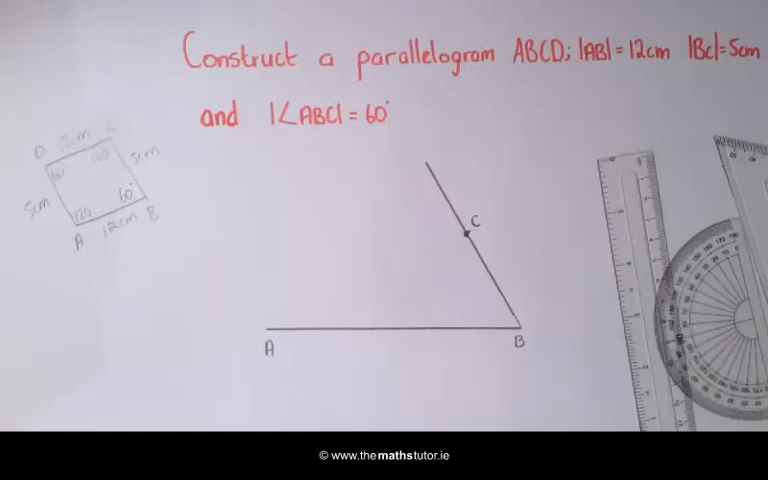 Construct a parallelogram ABCD; |AB| = 12cm |BC| = 5cm
and |∠ABC| = 60°
D 12cm C
5cm
60
120
60°
5cm
120
B
12cm
A
C
A
B
© www.themathstutor.ie